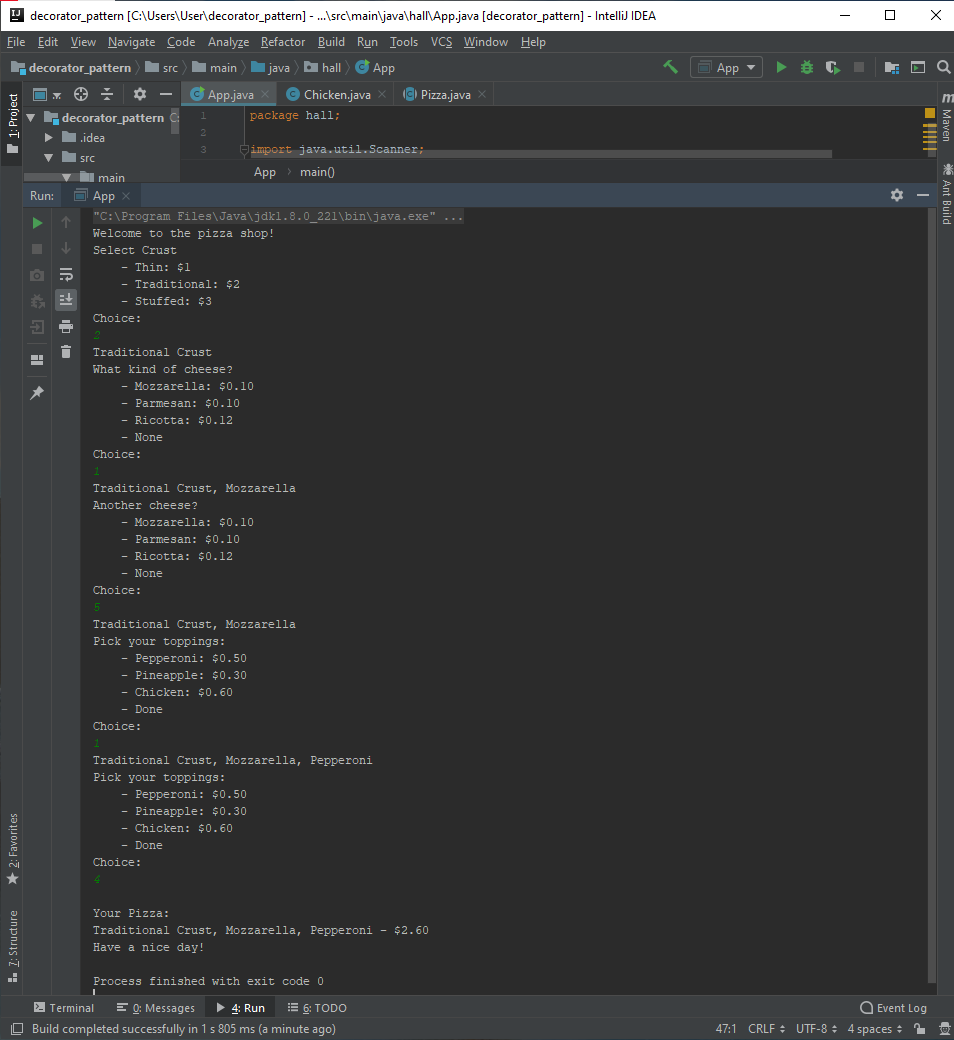 decorator_pattern [C:\Users\User\decorator_pattern] - ...\src\main\java\hall\App.java [decorator_pattern] - IntelliJ IDEA
File Edit View Navigate Code Analyze Refactor Build Run Tools VCS Window Help
decorator_pattern src main java hall App
App
1: Project
App.java Chicken.java Pizza.java
decorator_pattern C:
.idea
src
main
1 package hall;
2
3 import java.util.Scanner;
App main()
Maven
Ant Build
Run: App
"C:\Program Files\Java\jdk1.8.0_221\bin\java.exe" ...
Welcome to the pizza shop!
Select Crust
- Thin: $1
- Traditional: $2
- Stuffed: $3
Choice:
2
Traditional Crust
What kind of cheese?
- Mozzarella: $0.10
- Parmesan: $0.10
- Ricotta: $0.12
- None
Choice:
1
Traditional Crust, Mozzarella
Another cheese?
- Mozzarella: $0.10
- Parmesan: $0.10
- Ricotta: $0.12
- None
Choice:
5
Traditional Crust, Mozzarella
Pick your toppings:
- Pepperoni: $0.50
- Pineapple: $0.30
- Chicken: $0.60
- Done
Choice:
1
Traditional Crust, Mozzarella, Pepperoni
Pick your toppings:
- Pepperoni: $0.50
- Pineapple: $0.30
- Chicken: $0.60
- Done
Choice:
4
Your Pizza:
Traditional Crust, Mozzarella, Pepperoni - $2.60
Have a nice day!
Process finished with exit code 0
2: Favorites
7: Structure
Terminal 0: Messages 4: Run 6: TODO Event Log
Build completed successfully in 1 s 805 ms (a minute ago) 47:1 CRLF UTF-8 4 spaces